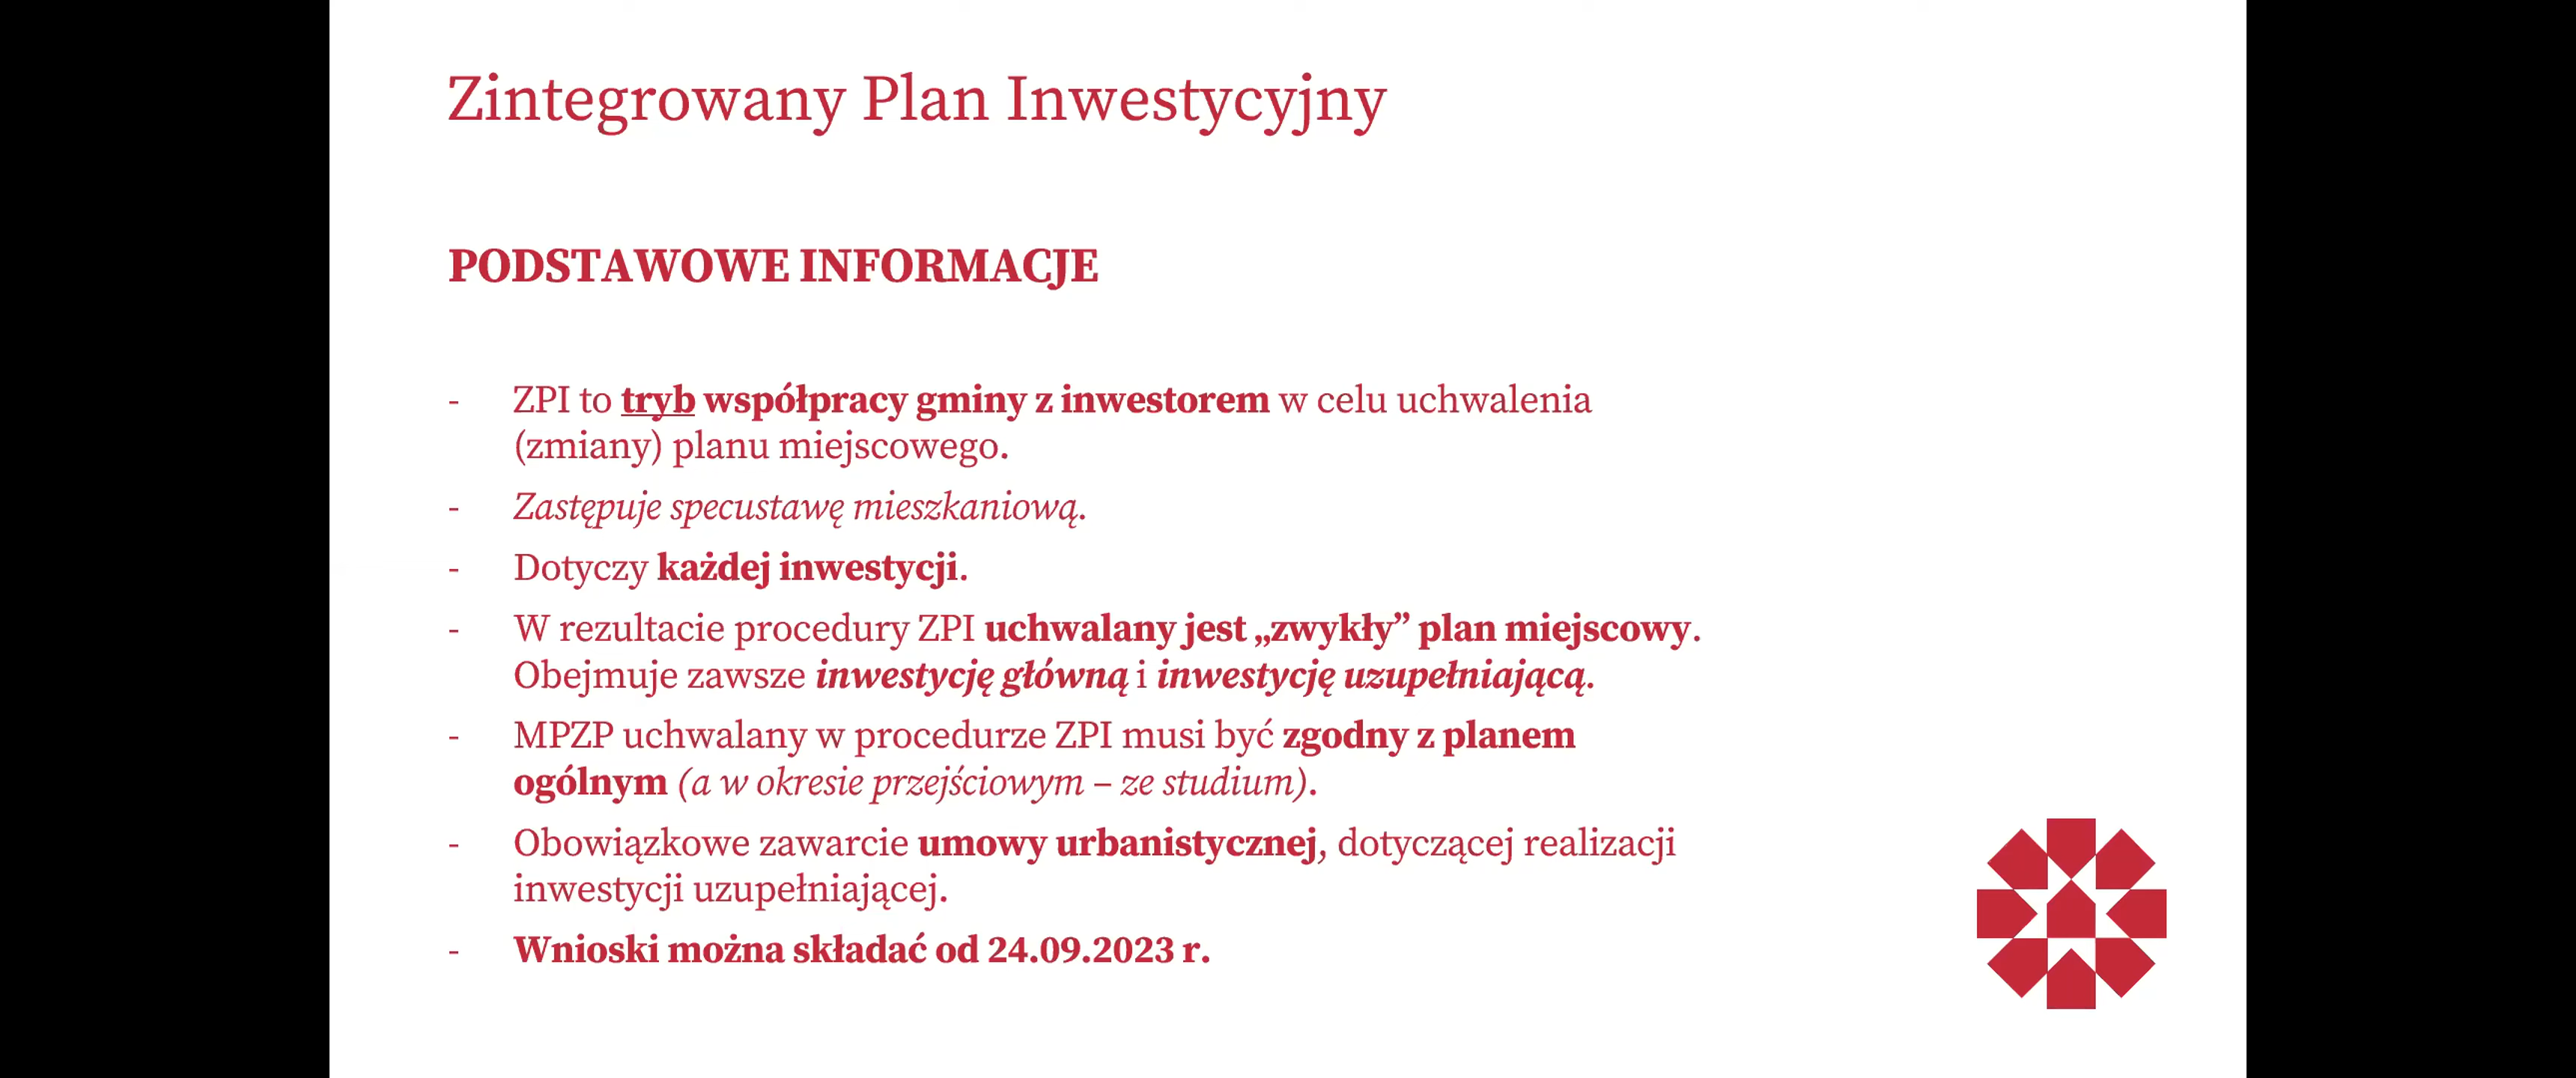 Zintegrowany Plan Inwestycyjny
PODSTAWOWE INFORMACJE
- ZPI to tryb współpracy gminy z inwestorem w celu uchwalenia
(zmiany) planu miejscowego.
- Zastępuje specustawę mieszkaniową.
- Dotyczy każdej inwestycji.
- W rezultacie procedury ZPI uchwalany jest „zwykły” plan miejscowy.
Obejmuje zawsze inwestycję główną i inwestycję uzupełniającą.
- MPZP uchwalany w procedurze ZPI musi być zgodny z planem
ogólnym (a w okresie przejściowym – ze studium).
- Obowiązkowe zawarcie umowy urbanistycznej, dotyczącej realizacji
inwestycji uzupełniającej.
- Wnioski można składać od 24.09.2023 r.